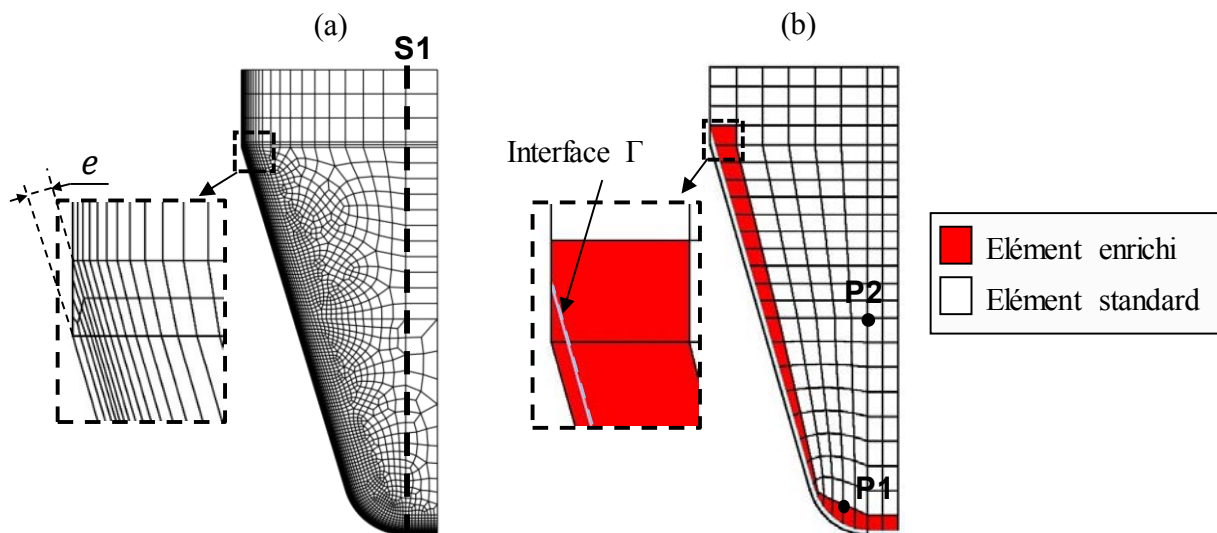 (a)
(b)
S1
Interface Γ
e
P2
P1
Elément enrichi
Elément standard